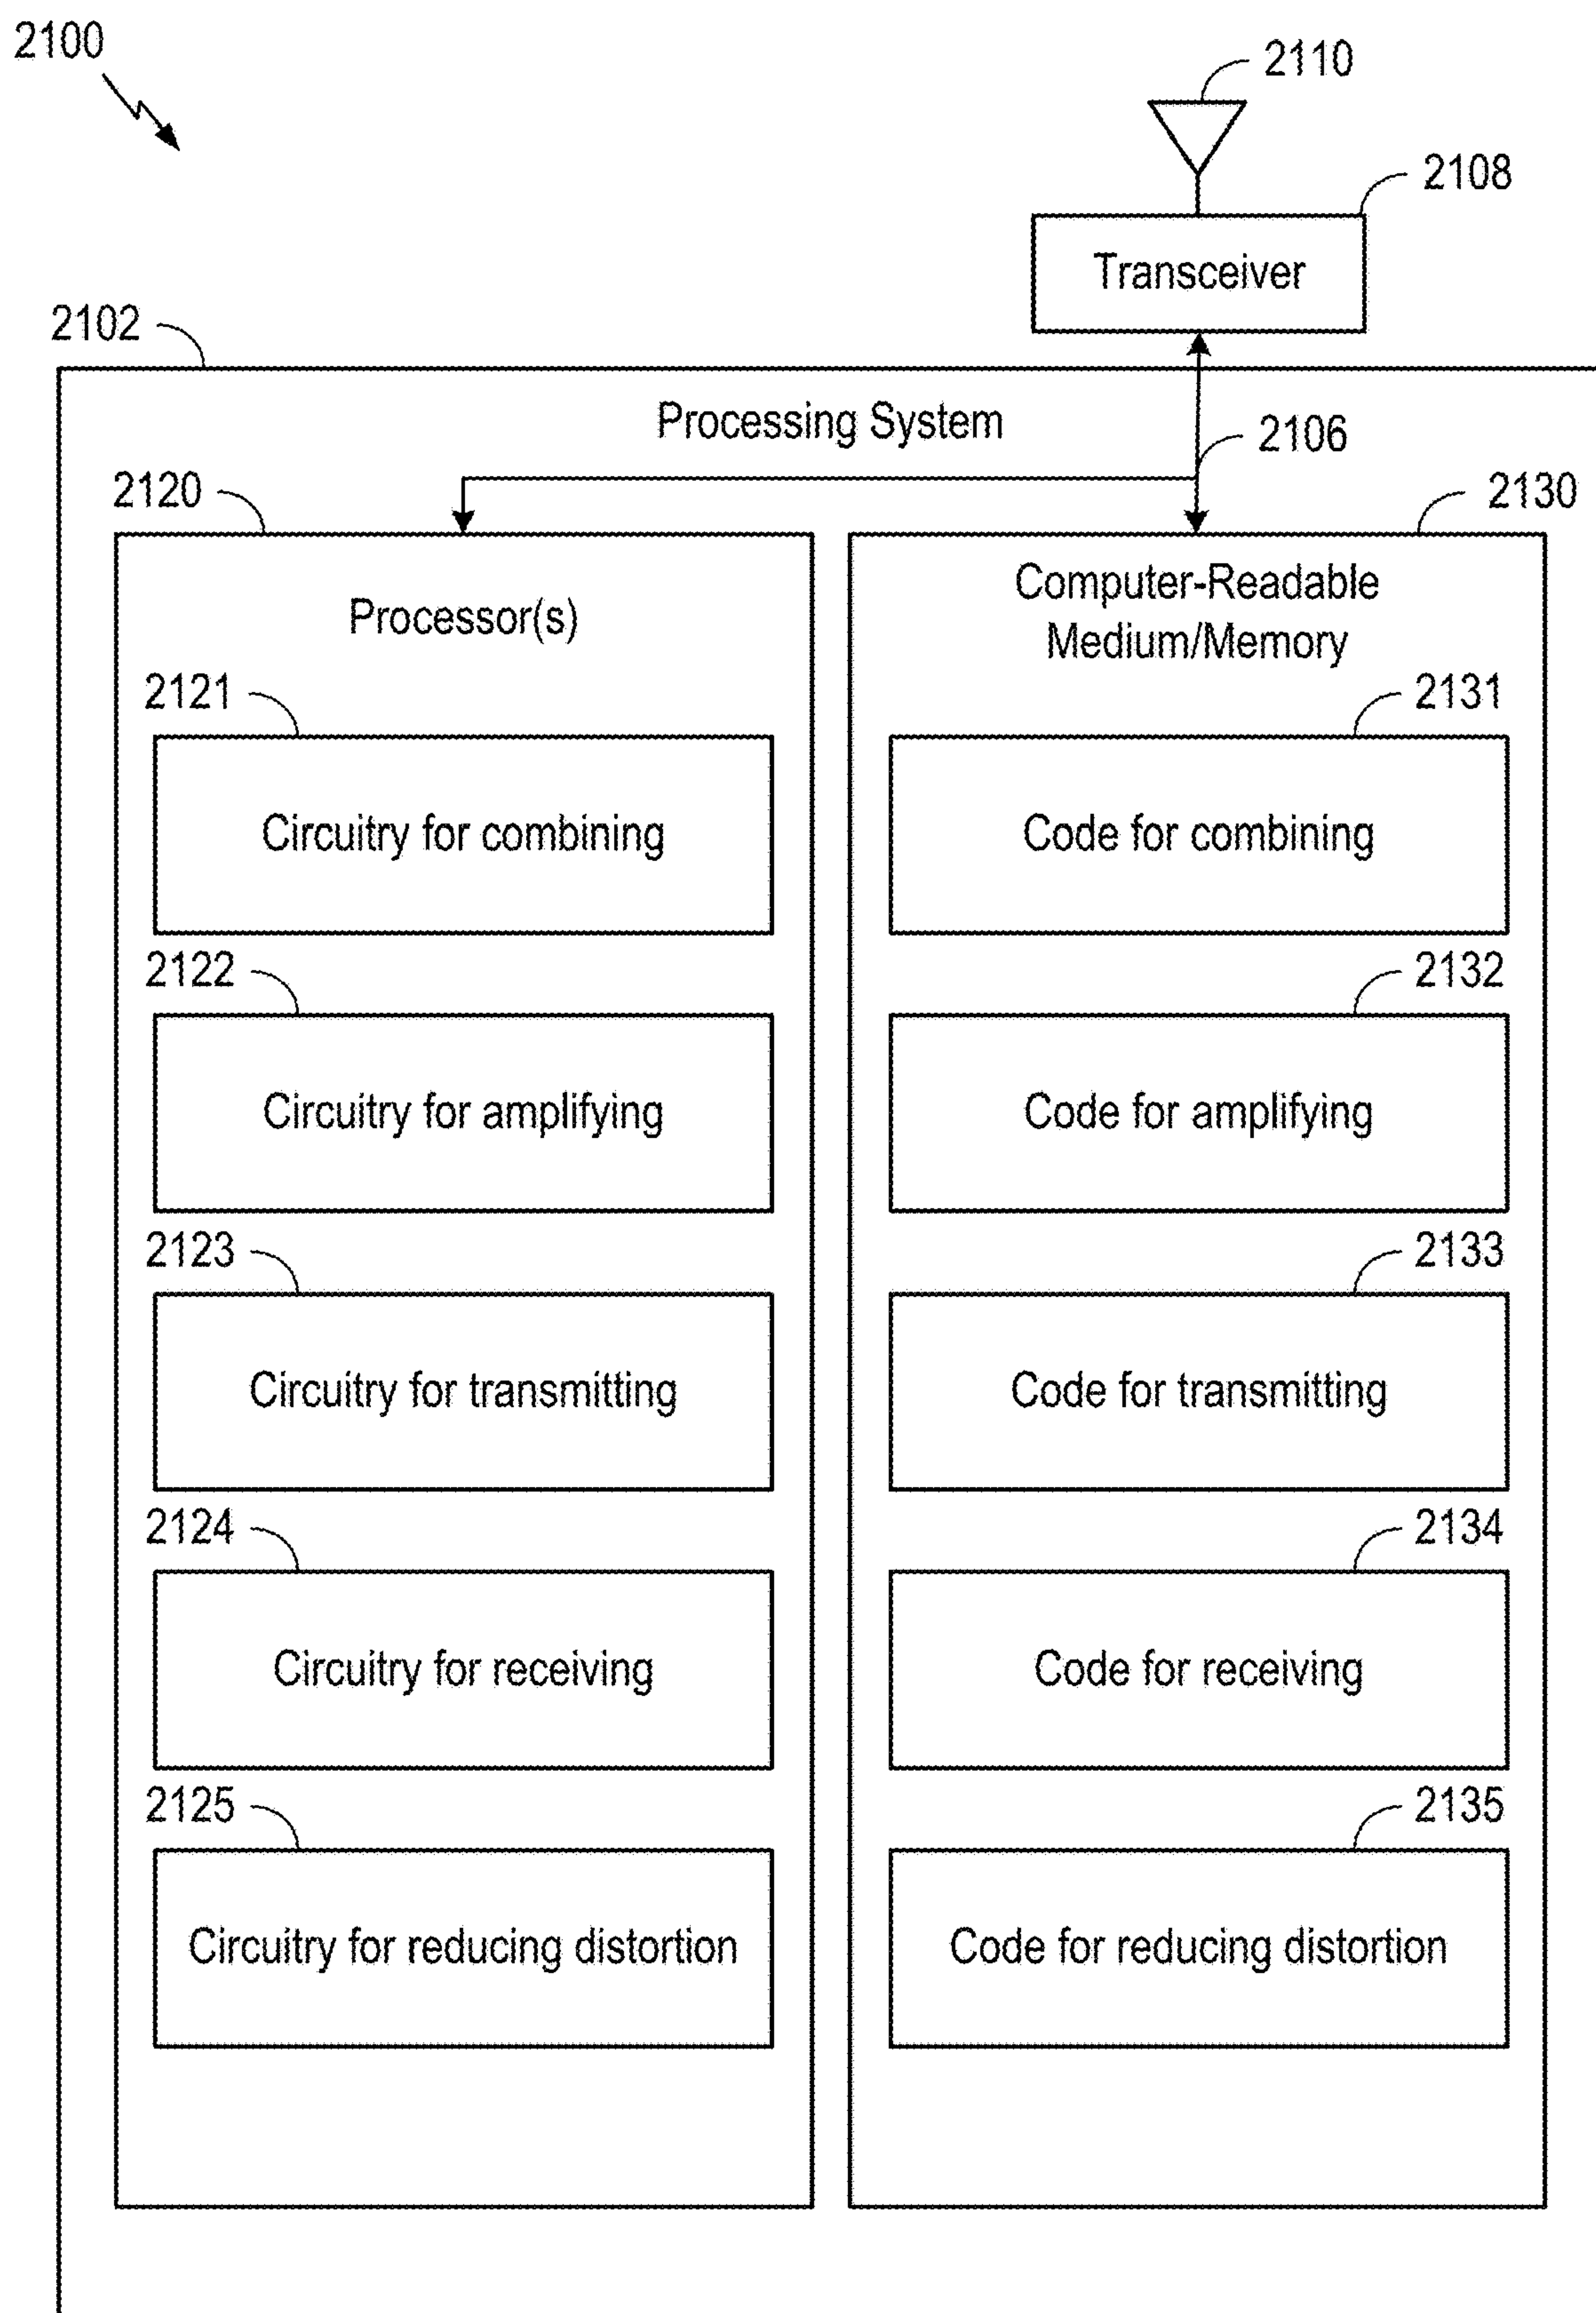 2100
2110
2108
Transceiver
2102
Processing System
2106
2120
2130
Processor(s)
Computer-Readable
Medium/Memory
2121
2131
Circuitry for combining
Code for combining
2122
2132
Circuitry for amplifying
Code for amplifying
2123
2133
Circuitry for transmitting
Code for transmitting
2124
2134
Circuitry for receiving
Code for receiving
2125
2135
Circuitry for reducing distortion
Code for reducing distortion